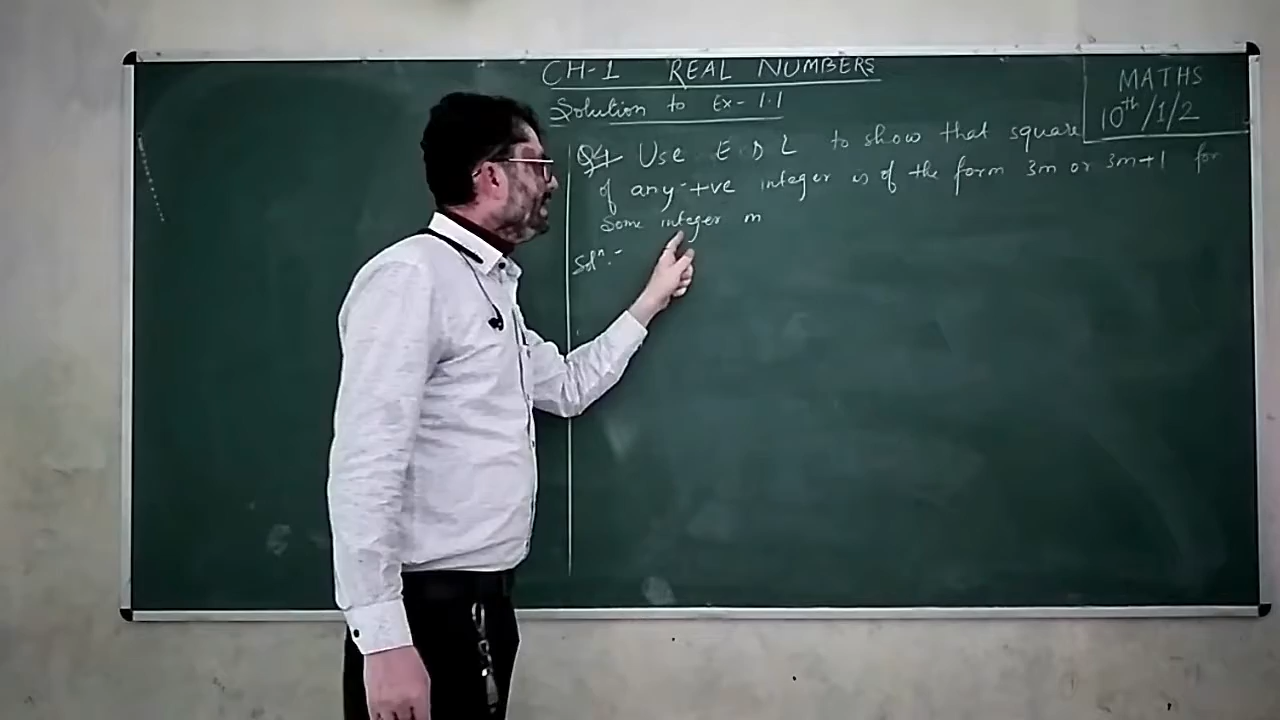 CH-1 REAL NUMBERS
MATHS
10th/1/2
Solution to Ex-1.1
Q4 Use E D L to show that square
of any +ve integer is of the form 3m or 3m+1 for
some integer m
Solⁿ:-